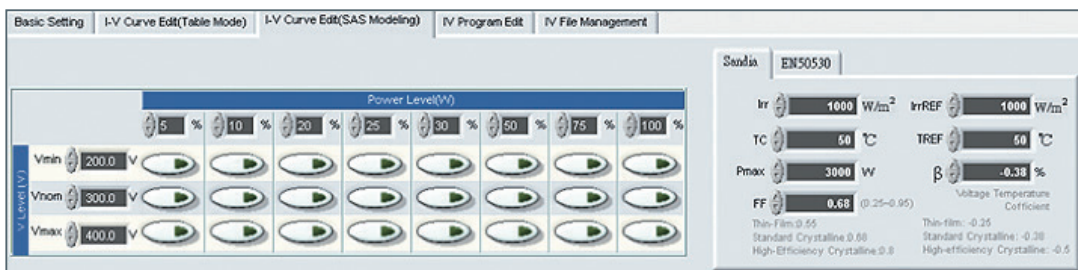 Basic Setting I-V Curve Edit(Table Mode) I-V Curve Edit(SAS Modeling) IV Program Edit IV File Management
Sandia EN50530
Power Level(W)
5 % 10 % 20 % 25 % 30 % 50 % 75 % 100 %
V Level (V)
Vmin 200.0 V
Vnom 300.0 V
Vmax 400.0 V
Irr 1000 W/m² IrrREF 1000 W/m²
TC 50 °C TREF 50 °C
Pmax 3000 W β -0.38 %
FF 0.68 (0.25~0.95) Voltage Temperature
Cofficient
Thin-Film:0.55 Thin-film: -0.25
Standard Crystalline:0.68 Standard Crystalline: -0.38
High-Efficiency Crystalline:0.8 High-efficiency Crystalline: -0.5